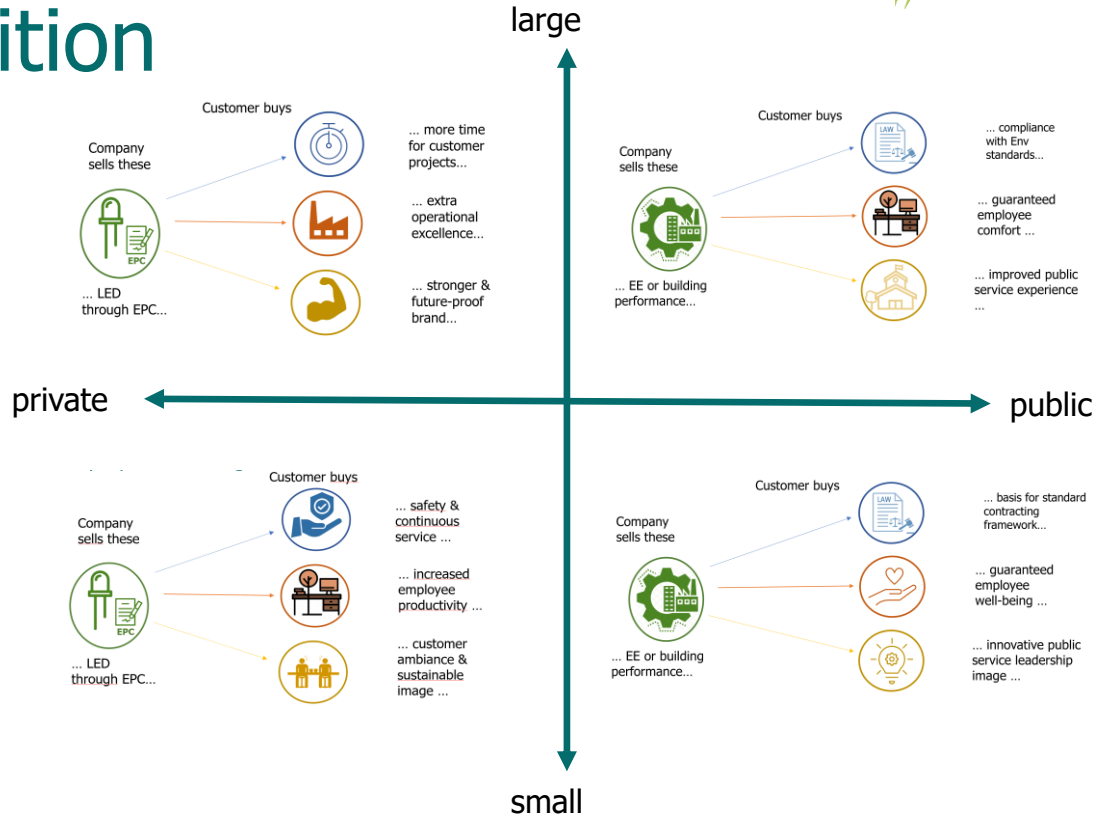 ition
large
Customer buys
Company
sells these
EPC
... LED
through EPC...
... more time
for customer
projects...
... extra
operational
excellence...
... stronger &
future-proof
brand...
Customer buys
Company
sells these
... EE or building
performance...
LAW
... compliance
with Env
standards...
... guaranteed
employee
comfort ...
... improved public
service experience
...
private
public
Customer buys
Company
sells these
EPC
... LED
through EPC...
... safety &
continuous
service ...
... increased
employee
productivity ...
... customer
ambiance &
sustainable
image ...
Customer buys
Company
sells these
... EE or building
performance...
LAW
... basis for standard
contracting
framework...
... guaranteed
employee
well-being ...
... innovative public
service leadership
image ...
small